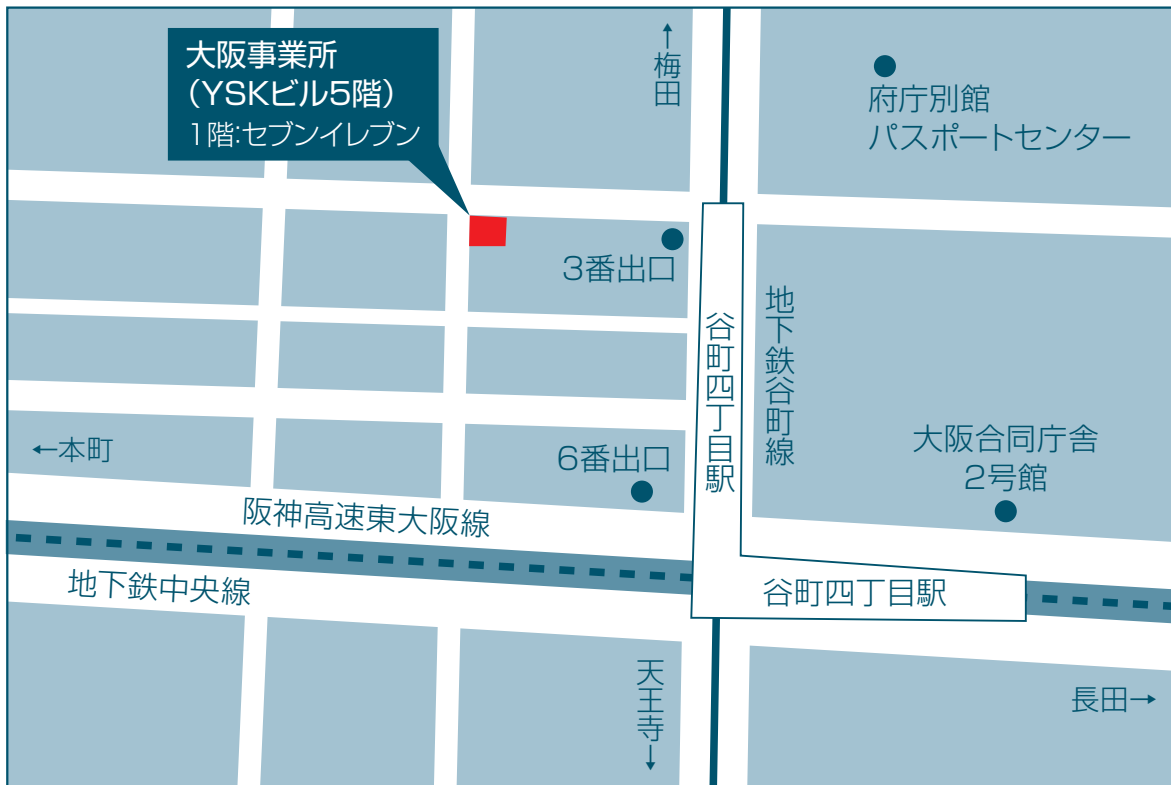 大阪事業所
（YSKビル5階）
1階:セブンイレブン
↑梅田
府庁別館
パスポートセンター
3番出口
谷町四丁目駅
地下鉄谷町線
←本町
6番出口
大阪合同庁舎
2号館
阪神高速東大阪線
地下鉄中央線
谷町四丁目駅
天王寺↓
長田→